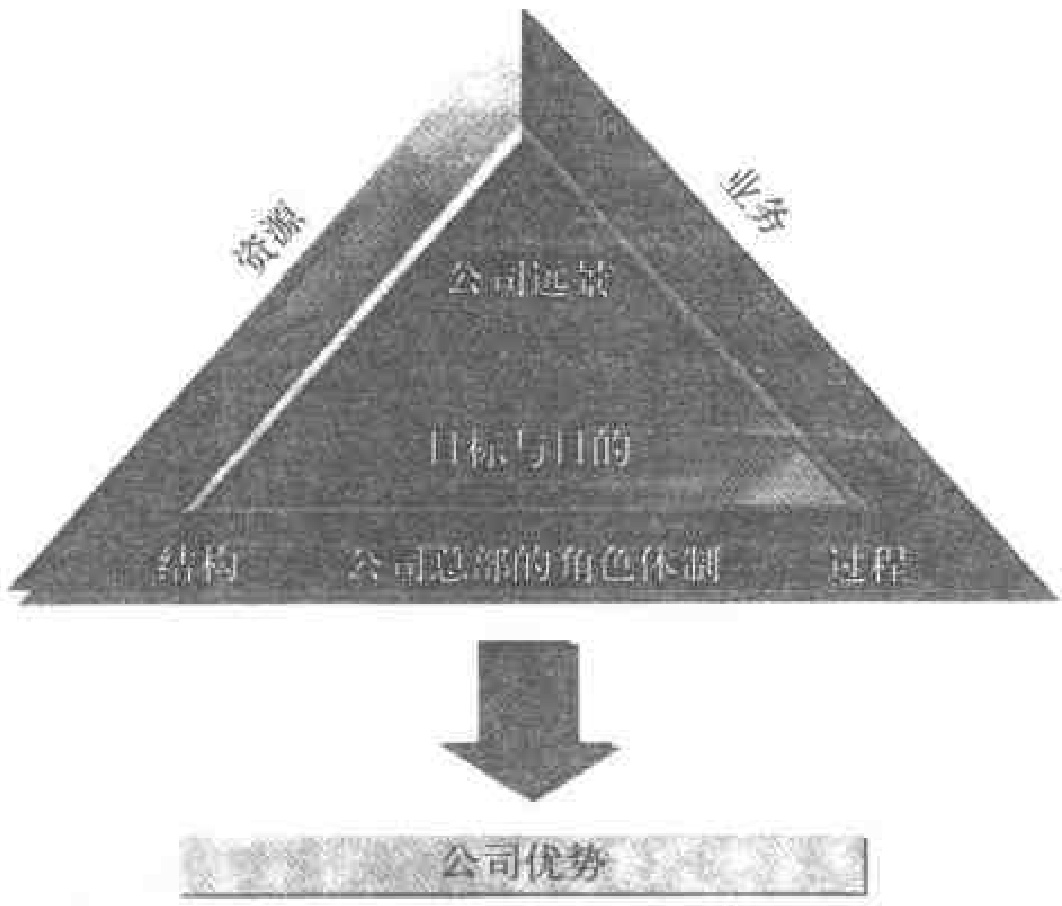 资源
业务
公司远景
目标与目的
结构 公司总部的角色体制 过程
公司优势